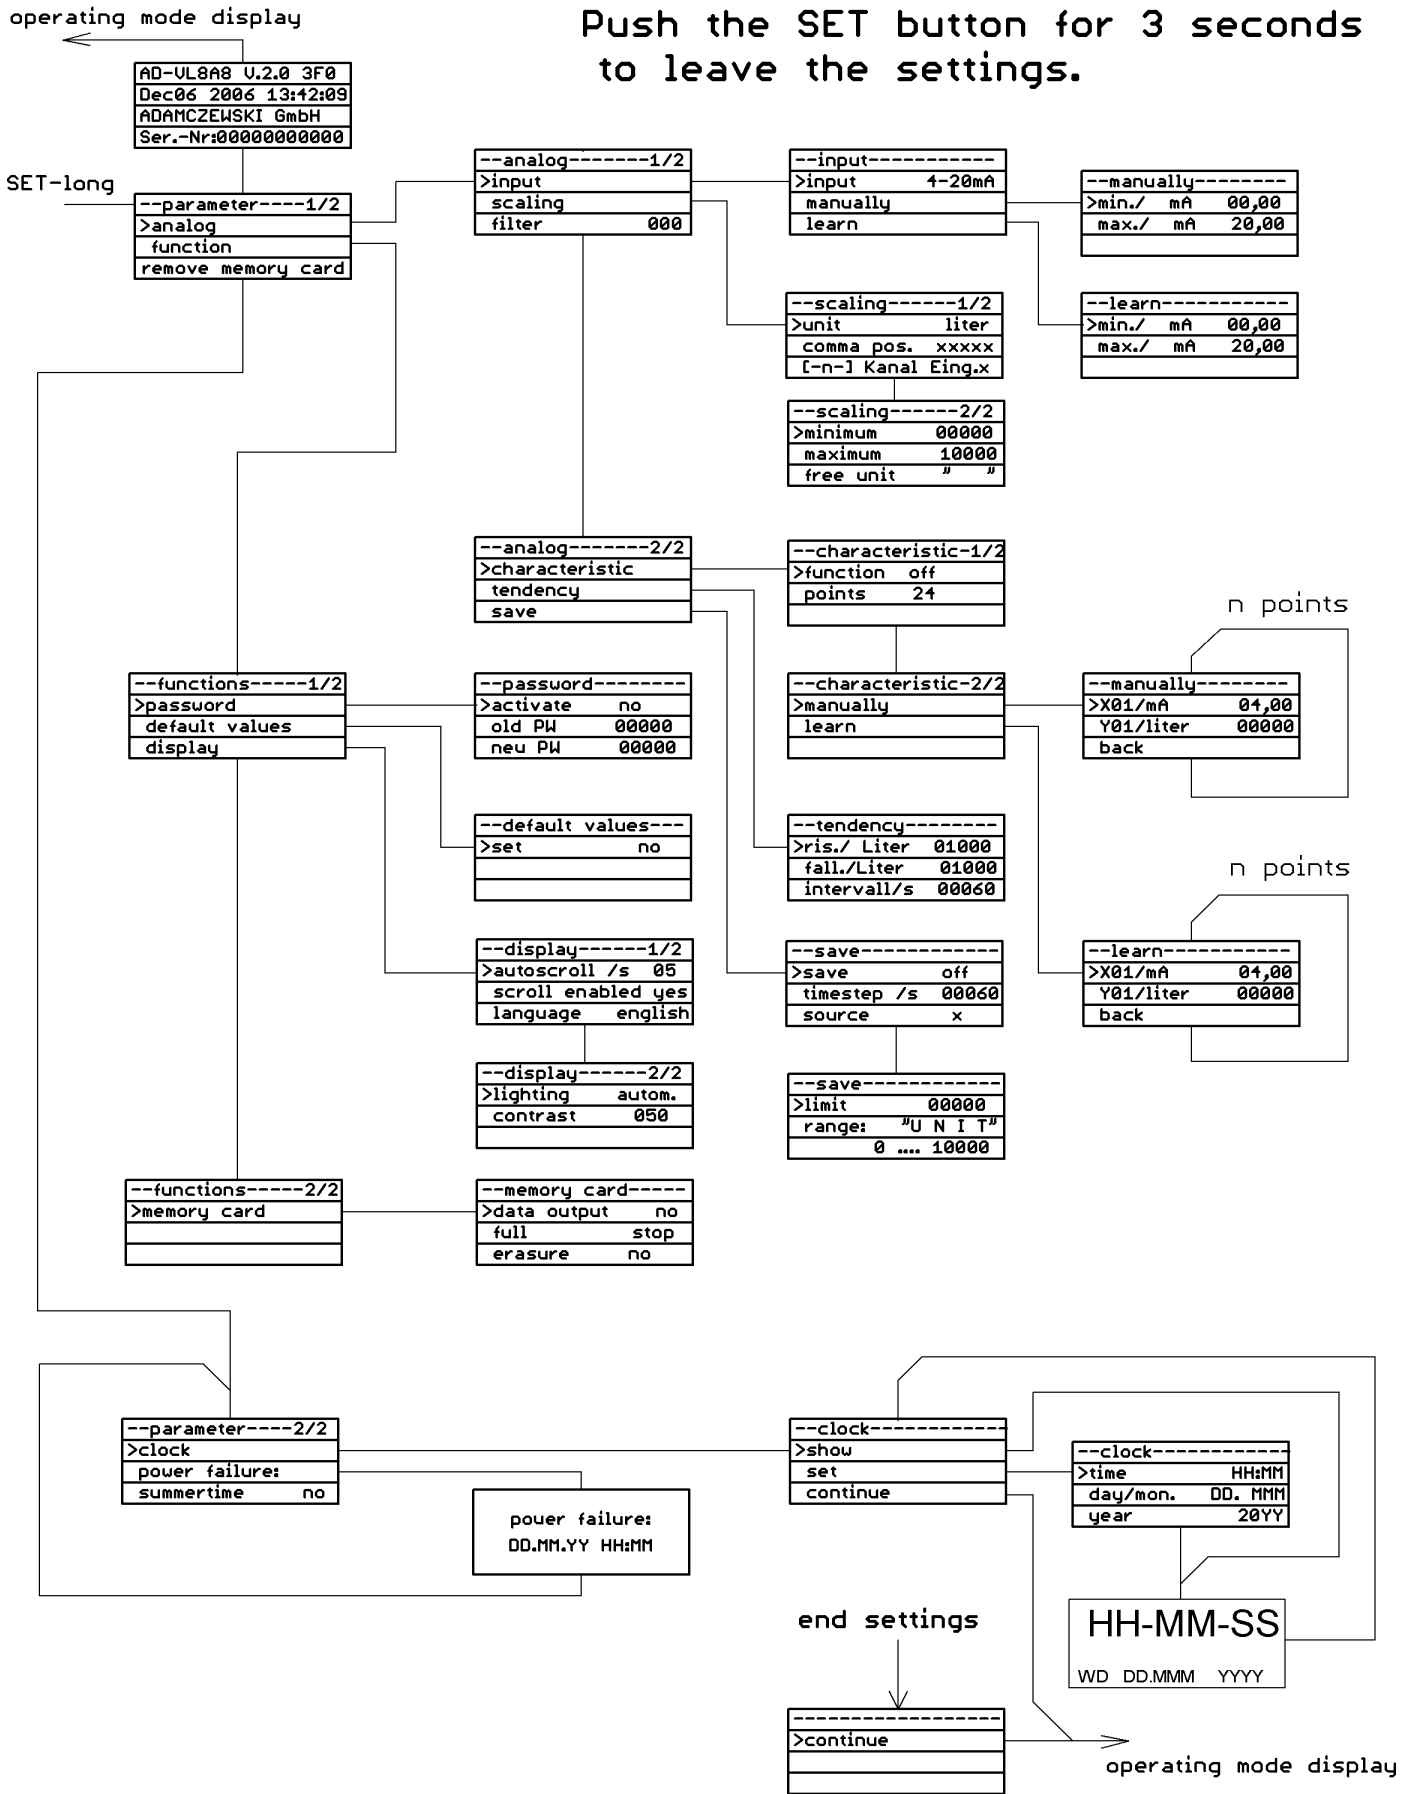 operating mode display
Push the SET button for 3 seconds
to leave the settings.
AD-VL8A8 V.2.0 3F0
Dec06 2006 13:42:09
ADAMCZEWSKI GmbH
Ser.-Nr:00000000000
SET-long
--parameter----1/2
>analog
function
remove memory card
--analog-------1/2
>input
scaling
filter 000
--input-----------
>input 4-20mA
manually
learn
--manually--------
>min./ mA 00,00
max./ mA 20,00
--scaling------1/2
>unit liter
comma pos. xxxxx
[-n-] Kanal Eing.x
--learn-----------
>min./ mA 00,00
max./ mA 20,00
--scaling------2/2
>minimum 00000
maximum 10000
free unit " "
--analog-------2/2
>characteristic
tendency
save
--characteristic-1/2
>function off
points 24
n points
--functions-----1/2
>password
default values
display
--password--------
>activate no
old PW 00000
neu PW 00000
--characteristic-2/2
>manually
learn
--manually--------
>X01/mA 04,00
Y01/liter 00000
back
--default values---
>set no
--tendency--------
>ris./ Liter 01000
fall./Liter 01000
intervall/s 00060
n points
--display------1/2
>autoscroll /s 05
scroll enabled yes
language english
--save------------
>save off
timestep /s 00060
source x
--learn-----------
>X01/mA 04,00
Y01/liter 00000
back
--display------2/2
>lighting autom.
contrast 050
--save------------
>limit 00000
range: "U N I T"
0 .... 10000
--functions-----2/2
>memory card
--memory card-----
>data output no
full stop
erasure no
--parameter----2/2
>clock
power failure:
summertime no
--clock------------
>show
set
continue
--clock------------
>time HH:MM
day/mon. DD. MMM
year 20YY
power failure:
DD.MM.YY HH:MM
HH-MM-SS
WD DD.MMM YYYY
end settings
------------------
>continue
operating mode display